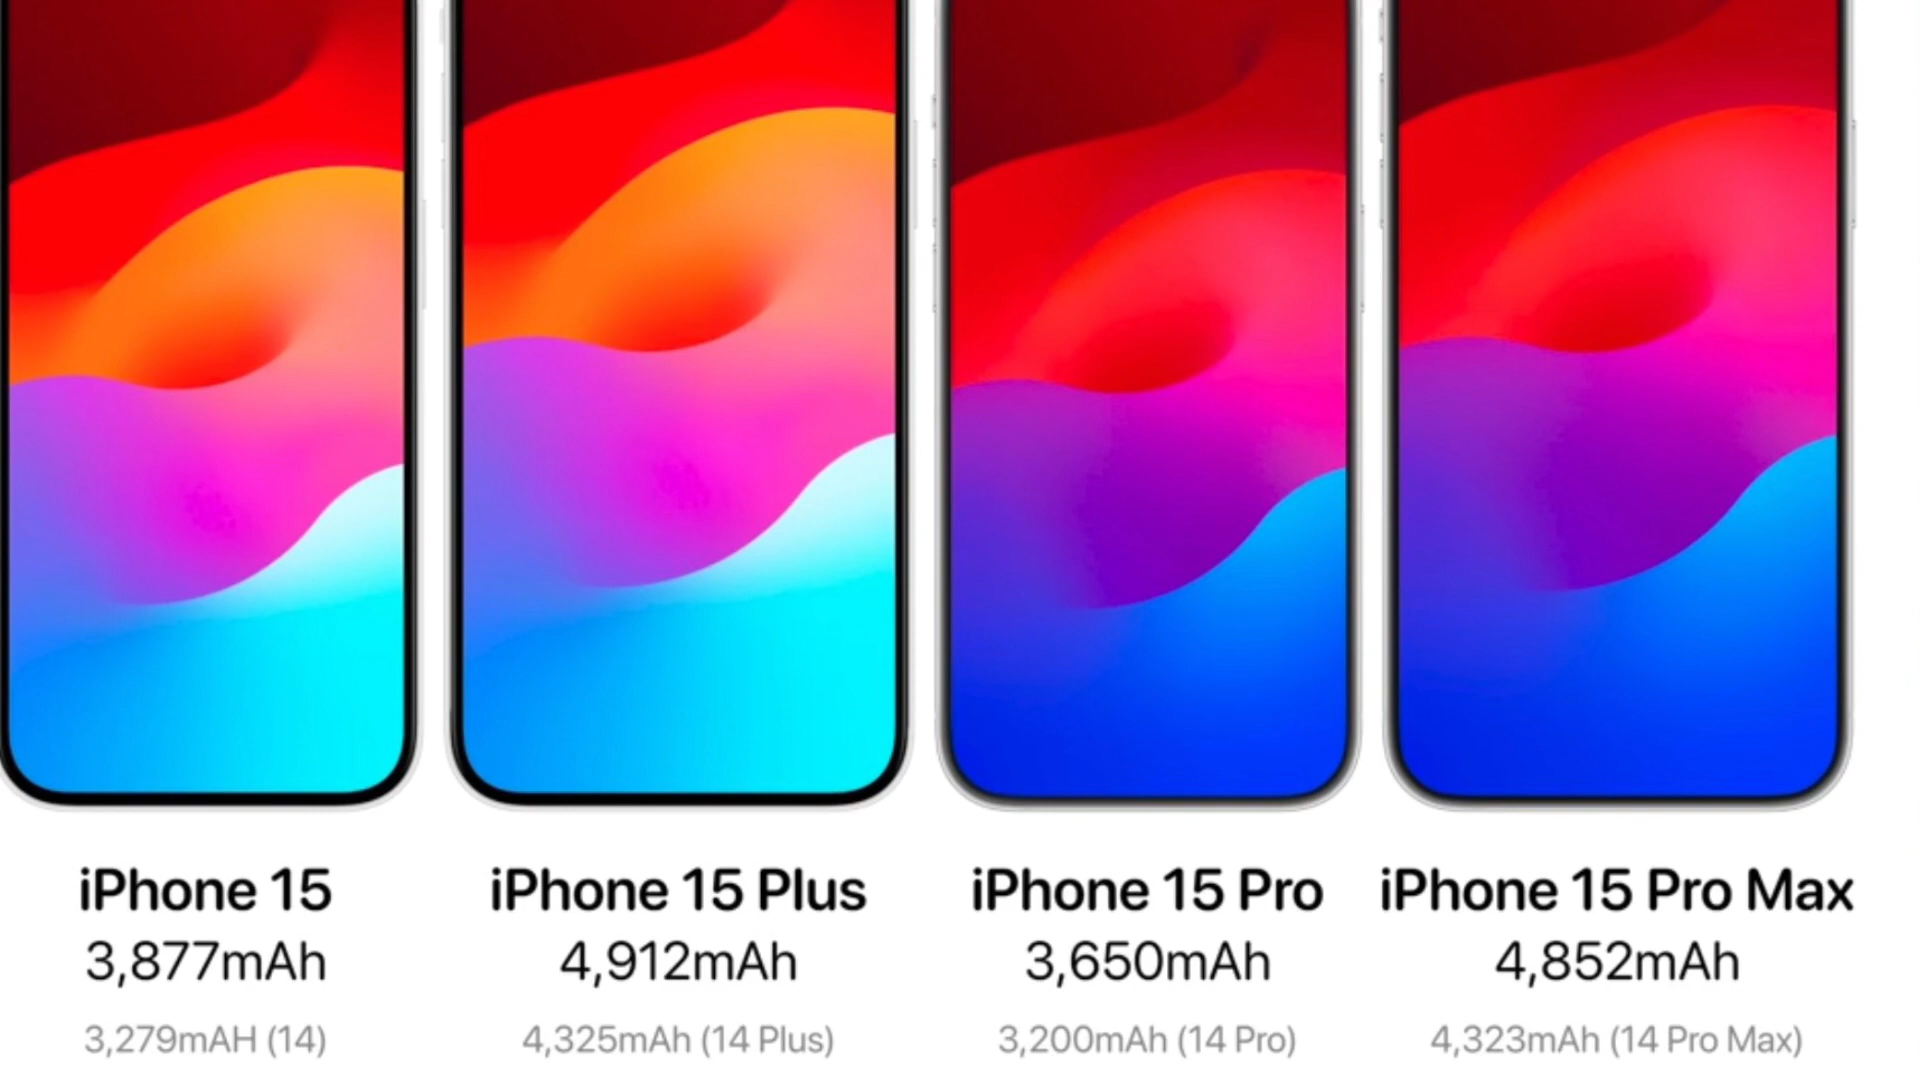 iPhone 15
3,877mAh
3,279mAH (14)
iPhone 15 Plus
4,912mAh
4,325mAh (14 Plus)
iPhone 15 Pro
3,650mAh
3,200mAh (14 Pro)
iPhone 15 Pro Max
4,852mAh
4,323mAh (14 Pro Max)